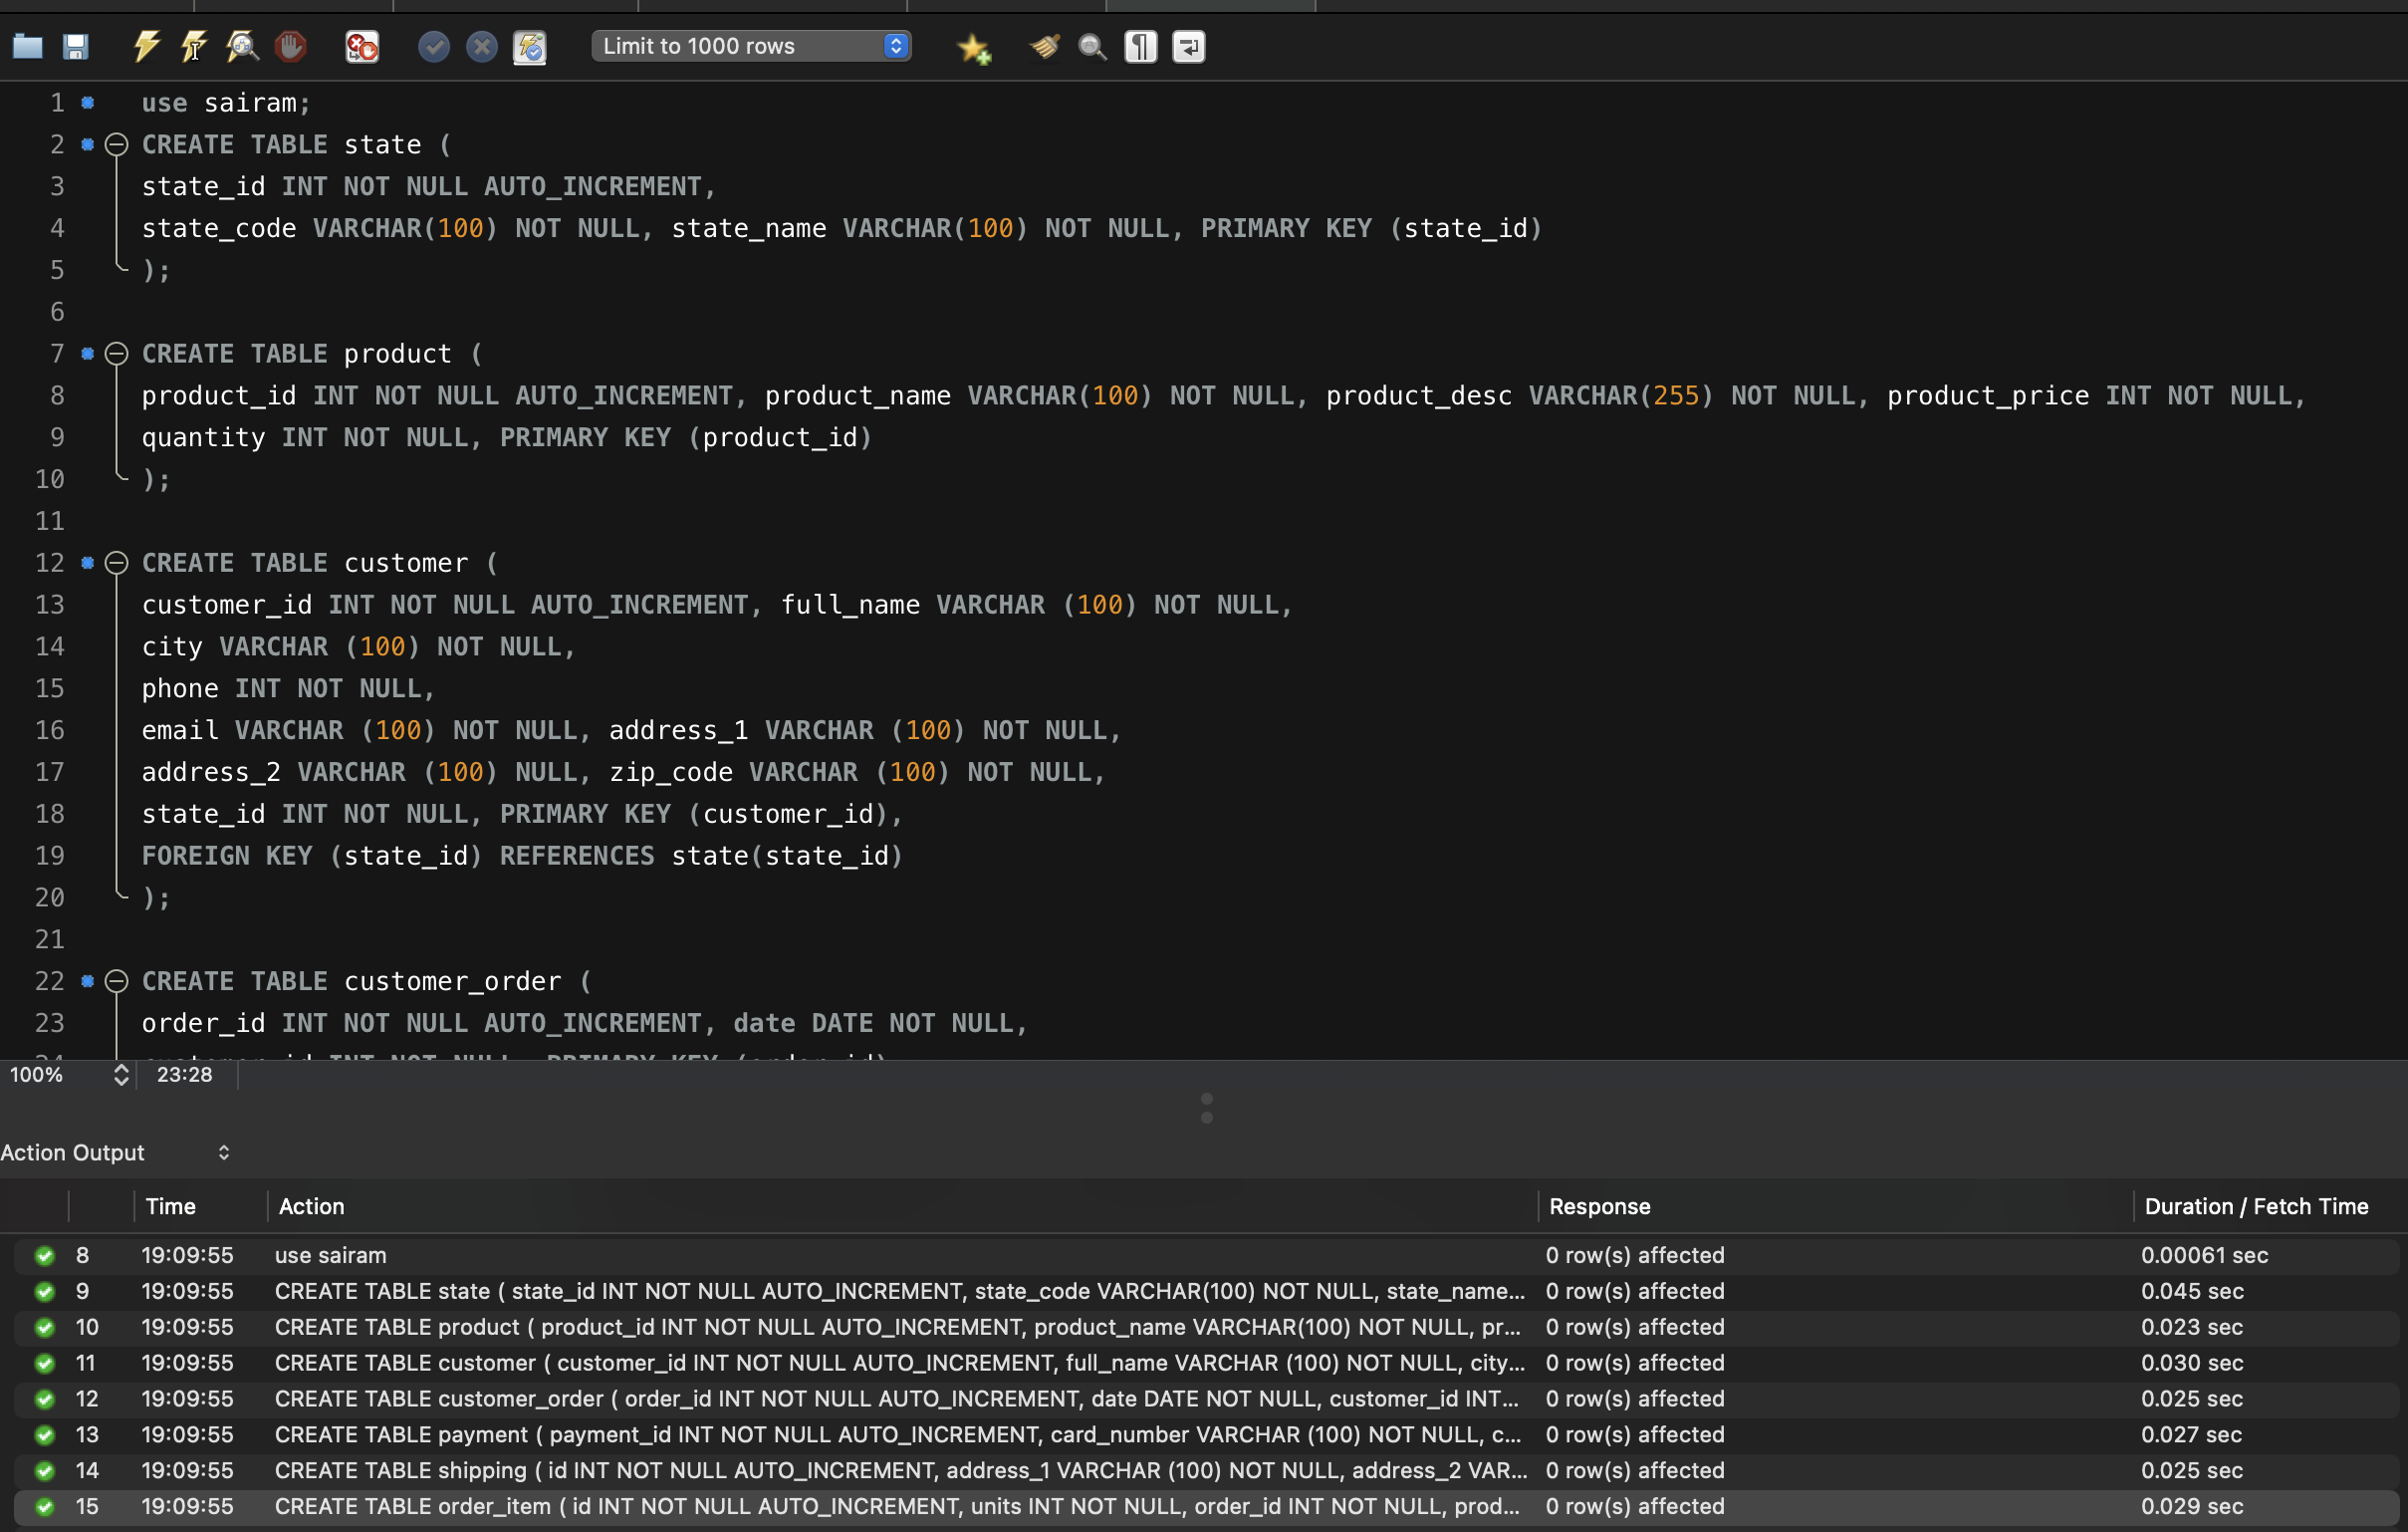 Limit to 1000 rows
1 use sairam;
2 CREATE TABLE state (
3 state_id INT NOT NULL AUTO_INCREMENT,
4 state_code VARCHAR(100) NOT NULL, state_name VARCHAR(100) NOT NULL, PRIMARY KEY (state_id)
5 );
6
7 CREATE TABLE product (
8 product_id INT NOT NULL AUTO_INCREMENT, product_name VARCHAR(100) NOT NULL, product_desc VARCHAR(255) NOT NULL, product_price INT NOT NULL,
9 quantity INT NOT NULL, PRIMARY KEY (product_id)
10 );
11
12 CREATE TABLE customer (
13 customer_id INT NOT NULL AUTO_INCREMENT, full_name VARCHAR (100) NOT NULL,
14 city VARCHAR (100) NOT NULL,
15 phone INT NOT NULL,
16 email VARCHAR (100) NOT NULL, address_1 VARCHAR (100) NOT NULL,
17 address_2 VARCHAR (100) NULL, zip_code VARCHAR (100) NOT NULL,
18 state_id INT NOT NULL, PRIMARY KEY (customer_id),
19 FOREIGN KEY (state_id) REFERENCES state(state_id)
20 );
21
22 CREATE TABLE customer_order (
23 order_id INT NOT NULL AUTO_INCREMENT, date DATE NOT NULL,
100% 23:28
Action Output
Time Action Response Duration / Fetch Time
8 19:09:55 use sairam 0 row(s) affected 0.00061 sec
9 19:09:55 CREATE TABLE state ( state_id INT NOT NULL AUTO_INCREMENT, state_code VARCHAR(100) NOT NULL, state_name... 0 row(s) affected 0.045 sec
10 19:09:55 CREATE TABLE product ( product_id INT NOT NULL AUTO_INCREMENT, product_name VARCHAR(100) NOT NULL, pr... 0 row(s) affected 0.023 sec
11 19:09:55 CREATE TABLE customer ( customer_id INT NOT NULL AUTO_INCREMENT, full_name VARCHAR (100) NOT NULL, city... 0 row(s) affected 0.030 sec
12 19:09:55 CREATE TABLE customer_order ( order_id INT NOT NULL AUTO_INCREMENT, date DATE NOT NULL, customer_id INT... 0 row(s) affected 0.025 sec
13 19:09:55 CREATE TABLE payment ( payment_id INT NOT NULL AUTO_INCREMENT, card_number VARCHAR (100) NOT NULL, c... 0 row(s) affected 0.027 sec
14 19:09:55 CREATE TABLE shipping ( id INT NOT NULL AUTO_INCREMENT, address_1 VARCHAR (100) NOT NULL, address_2 VAR... 0 row(s) affected 0.025 sec
15 19:09:55 CREATE TABLE order_item ( id INT NOT NULL AUTO_INCREMENT, units INT NOT NULL, order_id INT NOT NULL, prod... 0 row(s) affected 0.029 sec